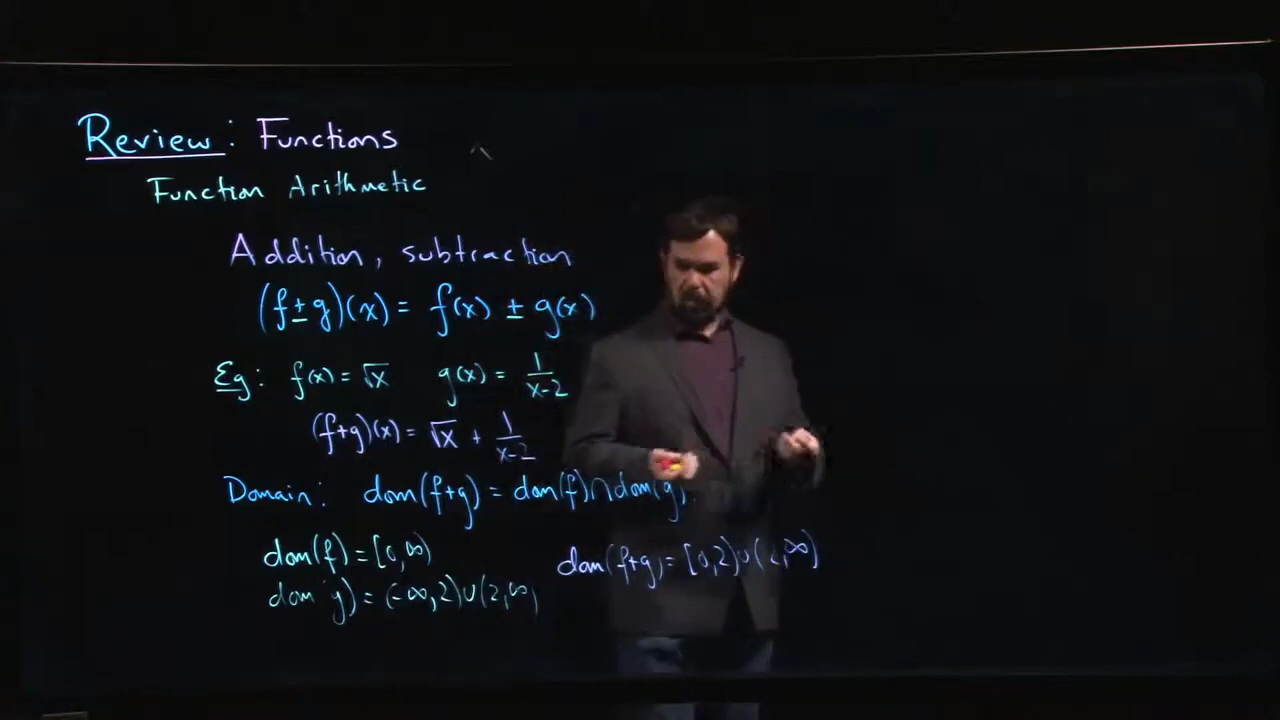 Review: Functions
Function Arithmetic
Addition, subtraction
(f±g)(x) = f(x) ± g(x)
Eg: f(x) = √x g(x) = 1/(x-2)
(f+g)(x) = √x + 1/(x-2)
Domain: dom(f+g) = dom(f)∩dom(g).
dom(f) = [0,∞) dom(f+g) = [0,2)∪(2,∞)
dom g) = (-∞,2)∪(2,∞,